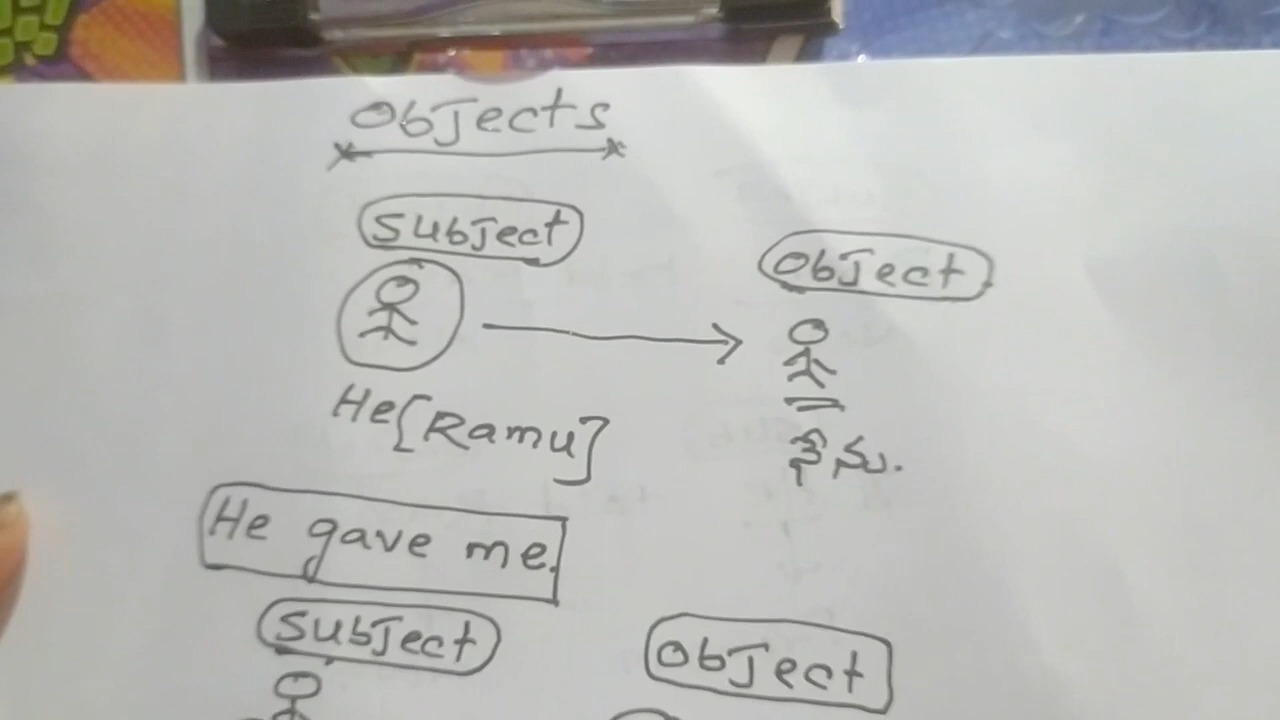 Objects
Subject
Object
He[Ramu]
నేను.
He gave me.
Subject
Object